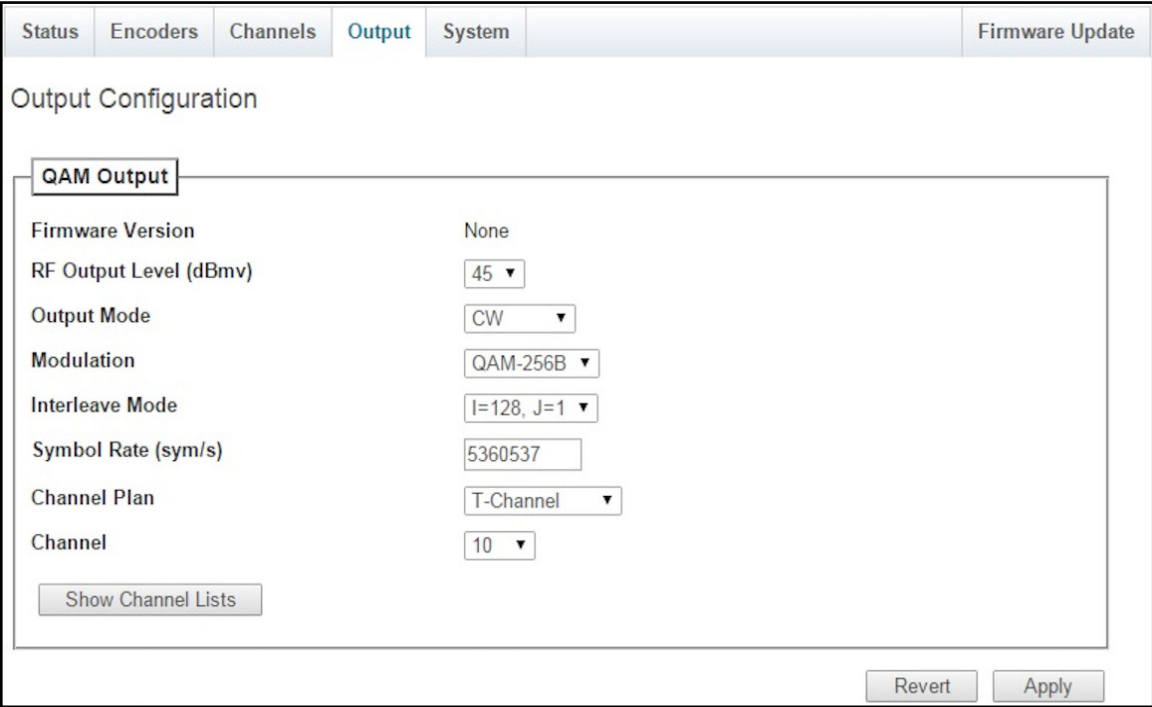 Status Encoders Channels Output System Firmware Update
Output Configuration
QAM Output
Firmware Version None
RF Output Level (dBmv) 45
Output Mode CW
Modulation QAM-256B
Interleave Mode I=128, J=1
Symbol Rate (sym/s) 5360537
Channel Plan T-Channel
Channel 10
Show Channel Lists
Revert Apply